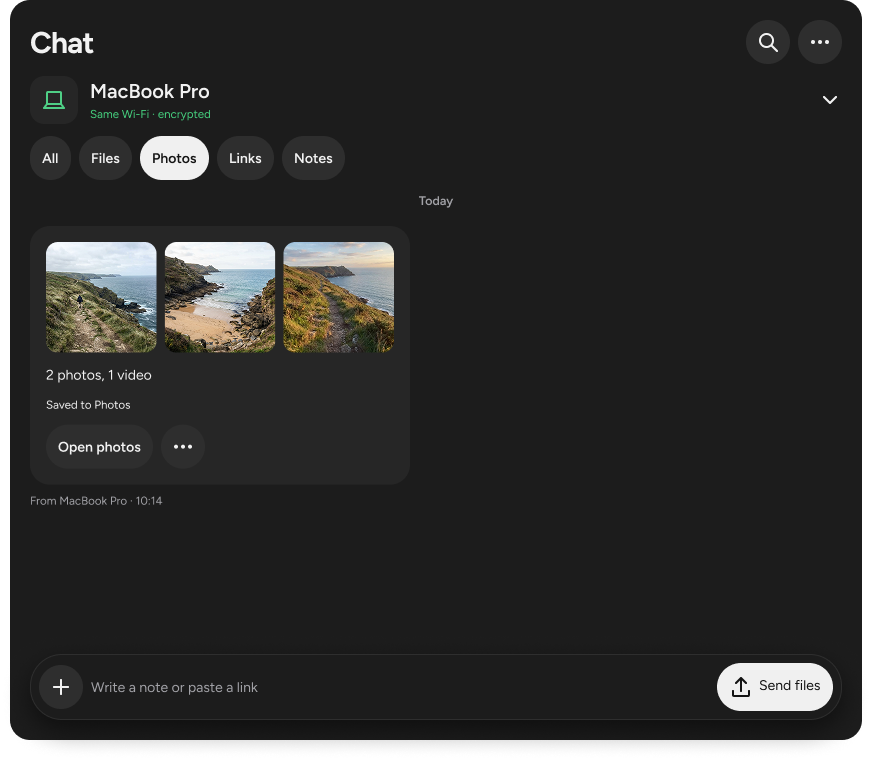 Chat
MacBook Pro
Same Wi-Fi · encrypted
All Files Photos Links Notes
Today
2 photos, 1 video
Saved to Photos
Open photos
From MacBook Pro · 10:14
Write a note or paste a link
Send files